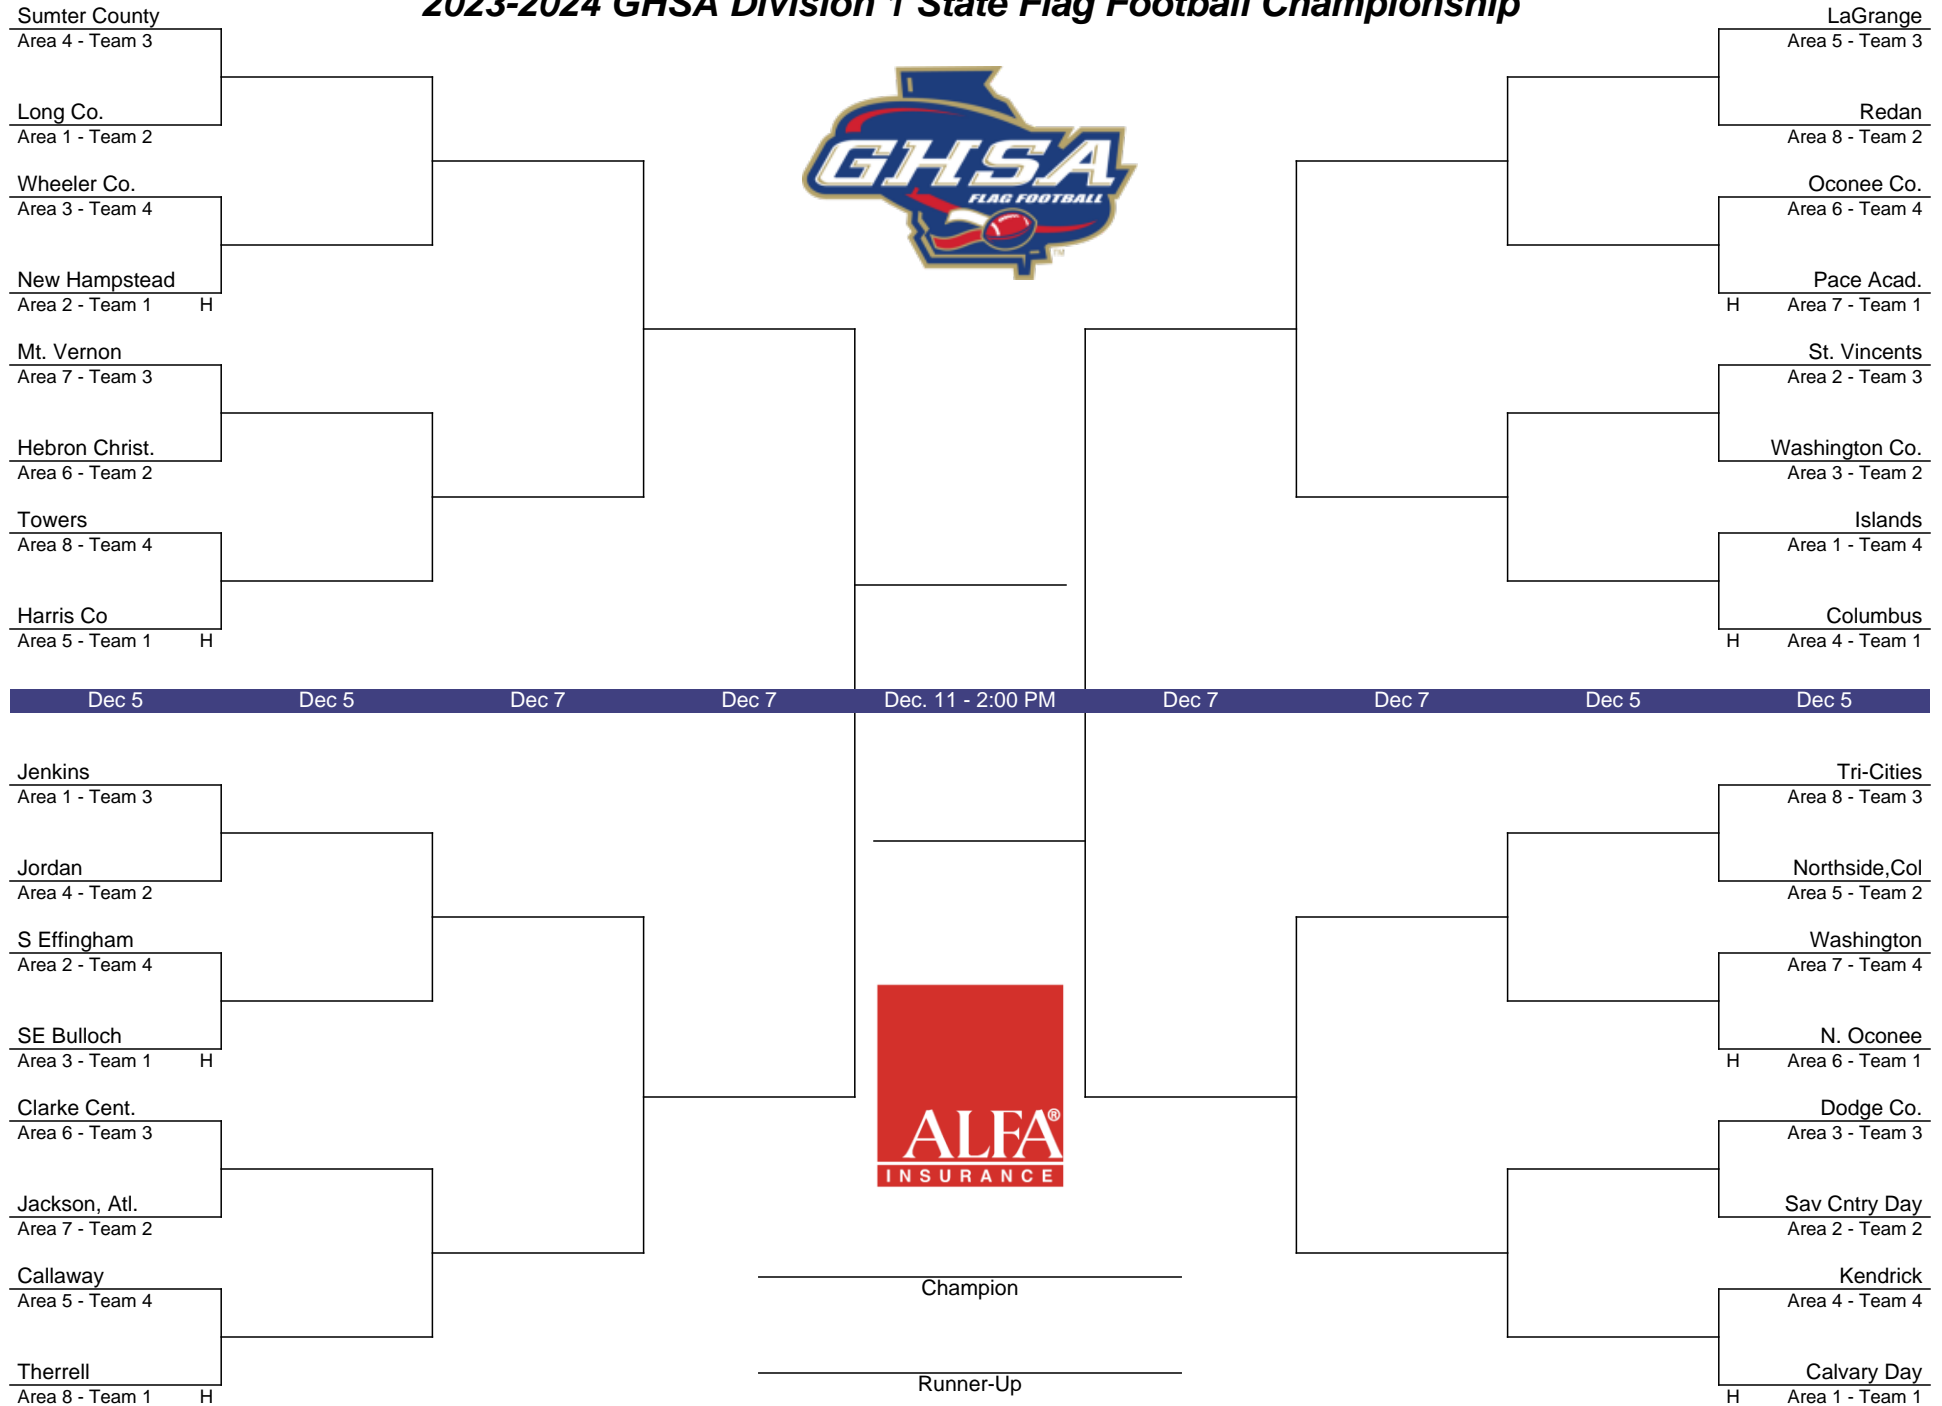 2023-2024 GHSA Division 1 State Flag Football Championship
Sumter County
Area 4 - Team 3
Long Co.
Area 1 - Team 2
Wheeler Co.
Area 3 - Team 4
New Hampstead
Area 2 - Team 1 H
Mt. Vernon
Area 7 - Team 3
Hebron Christ.
Area 6 - Team 2
Towers
Area 8 - Team 4
Harris Co
Area 5 - Team 1 H
GHSA
FLAG FOOTBALL
TM
LaGrange
Area 5 - Team 3
Redan
Area 8 - Team 2
Oconee Co.
Area 6 - Team 4
Pace Acad.
H Area 7 - Team 1
St. Vincents
Area 2 - Team 3
Washington Co.
Area 3 - Team 2
Islands
Area 1 - Team 4
Columbus
H Area 4 - Team 1
Dec 5 Dec 5 Dec 7 Dec 7 Dec. 11 - 2:00 PM Dec 7 Dec 7 Dec 5 Dec 5
Jenkins
Area 1 - Team 3
Jordan
Area 4 - Team 2
S Effingham
Area 2 - Team 4
SE Bulloch
Area 3 - Team 1 H
Clarke Cent.
Area 6 - Team 3
Jackson, Atl.
Area 7 - Team 2
Callaway
Area 5 - Team 4
Therrell
Area 8 - Team 1 H
ALFA®
INSURANCE
Champion
Runner-Up
Tri-Cities
Area 8 - Team 3
Northside,Col
Area 5 - Team 2
Washington
Area 7 - Team 4
N. Oconee
H Area 6 - Team 1
Dodge Co.
Area 3 - Team 3
Sav Cntry Day
Area 2 - Team 2
Kendrick
Area 4 - Team 4
Calvary Day
H Area 1 - Team 1